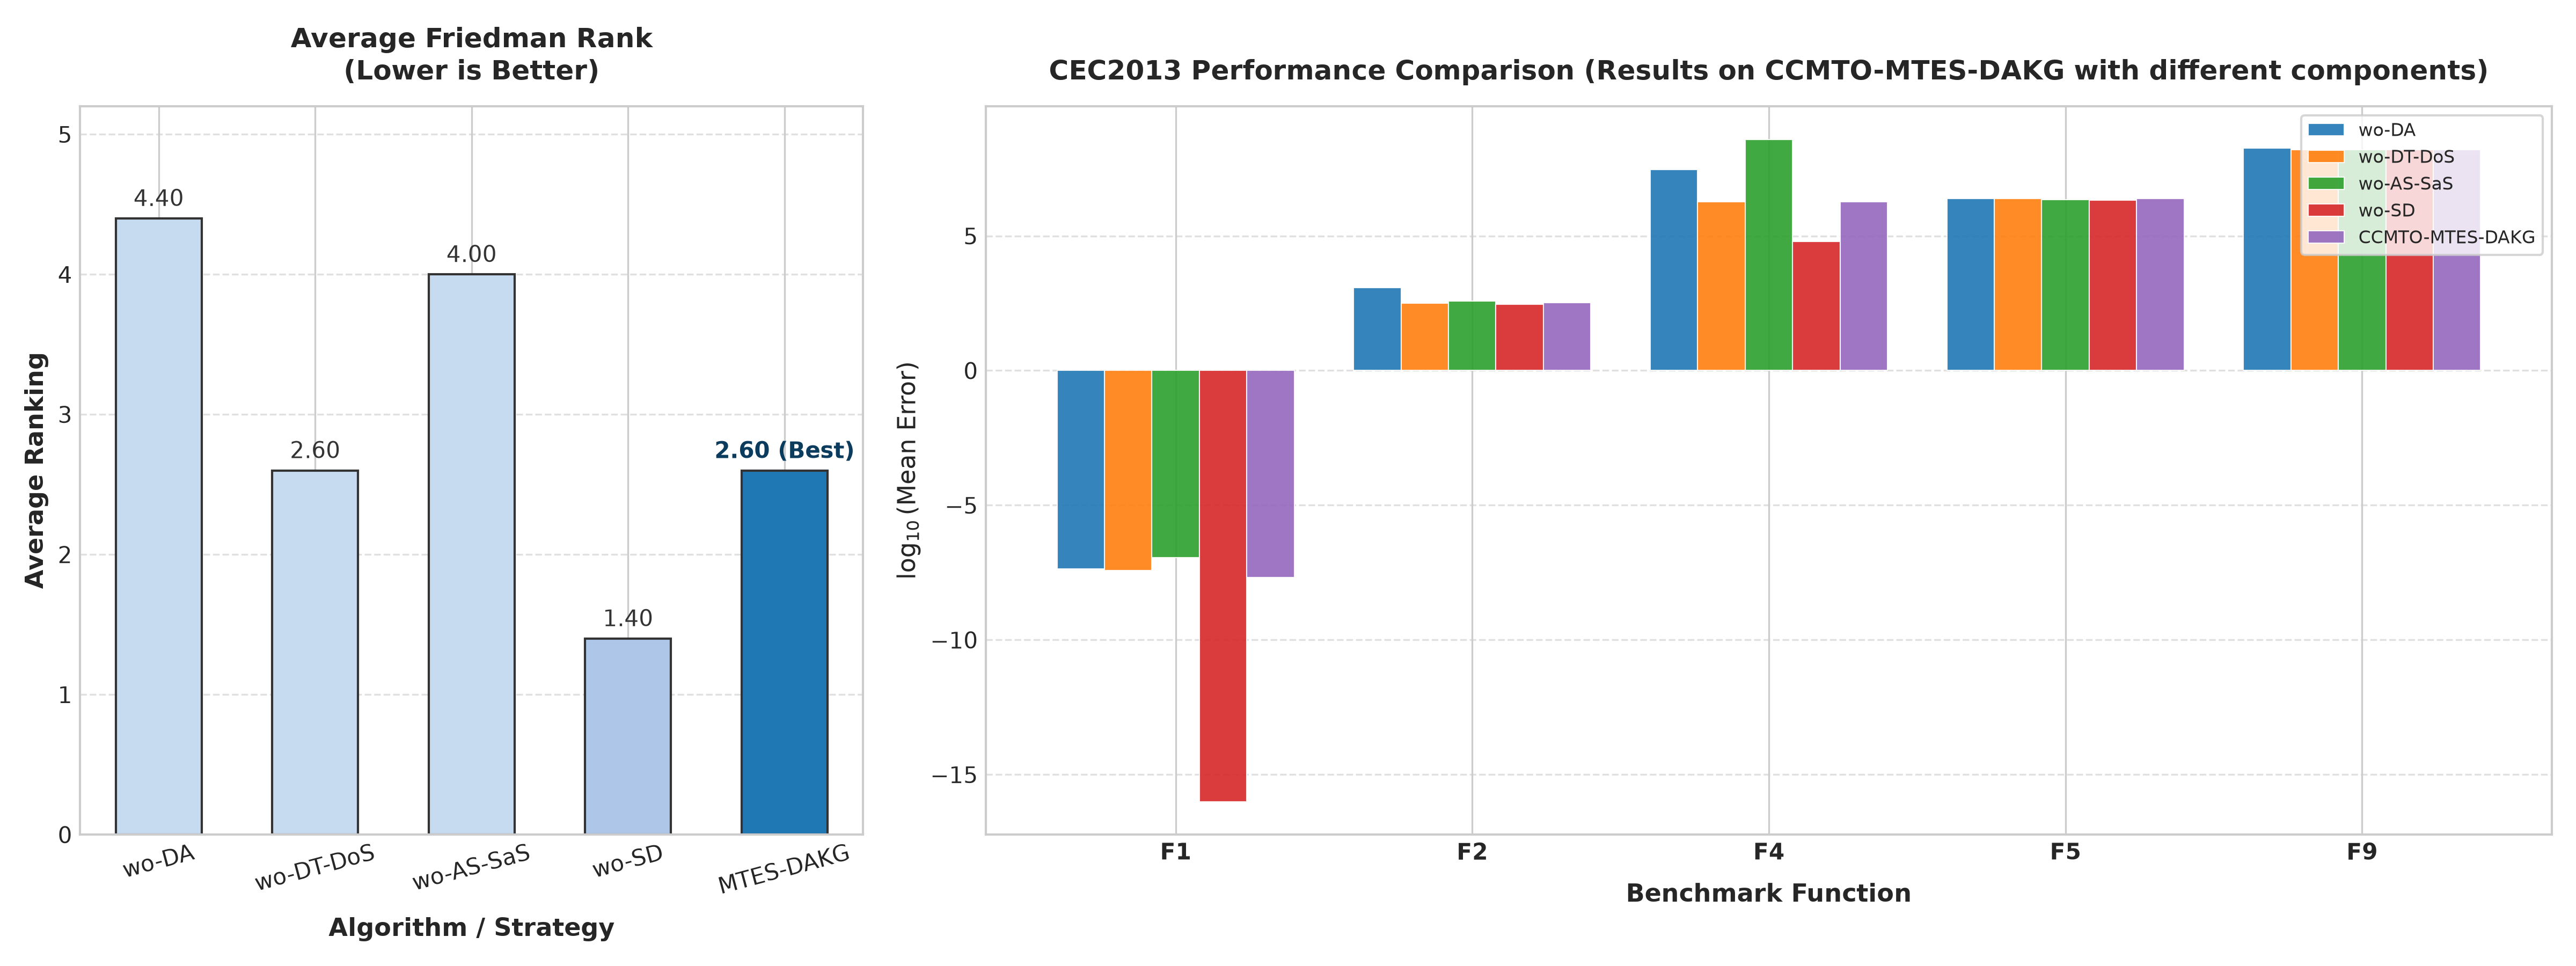 Average Friedman Rank
(Lower is Better)
Average Ranking
5
4
3
2
1
0
4.40
2.60
4.00
1.40
2.60 (Best)
wo-DA
wo-DT-DoS
wo-AS-SaS
wo-SD
MTES-DAKG
Algorithm / Strategy
CEC2013 Performance Comparison (Results on CCMTO-MTES-DAKG with different components)
log₁₀(Mean Error)
5
0
−5
−10
−15
wo-DA
wo-DT-DoS
wo-AS-SaS
wo-SD
CCMTO-MTES-DAKG
F1
F2
F4
F5
F9
Benchmark Function